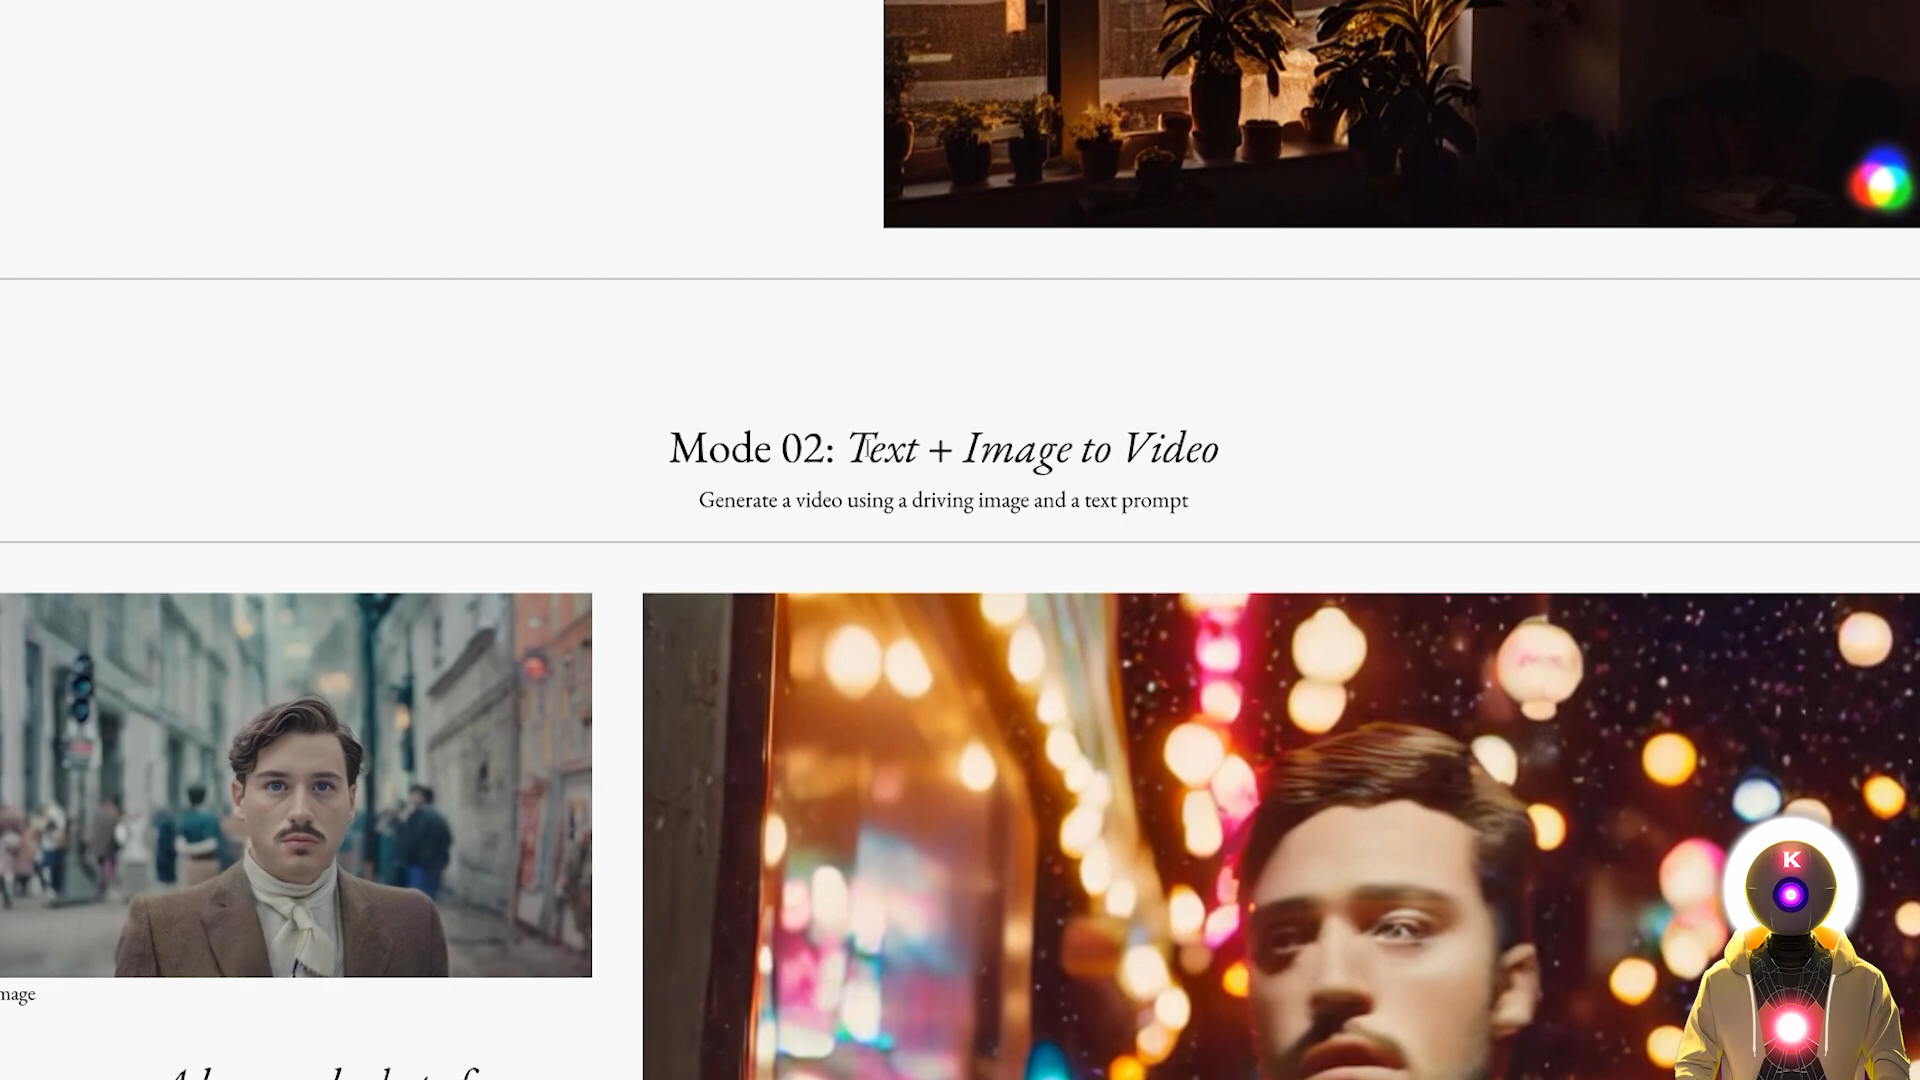 Mode 02: Text + Image to Video
Generate a video using a driving image and a text prompt
K
mage